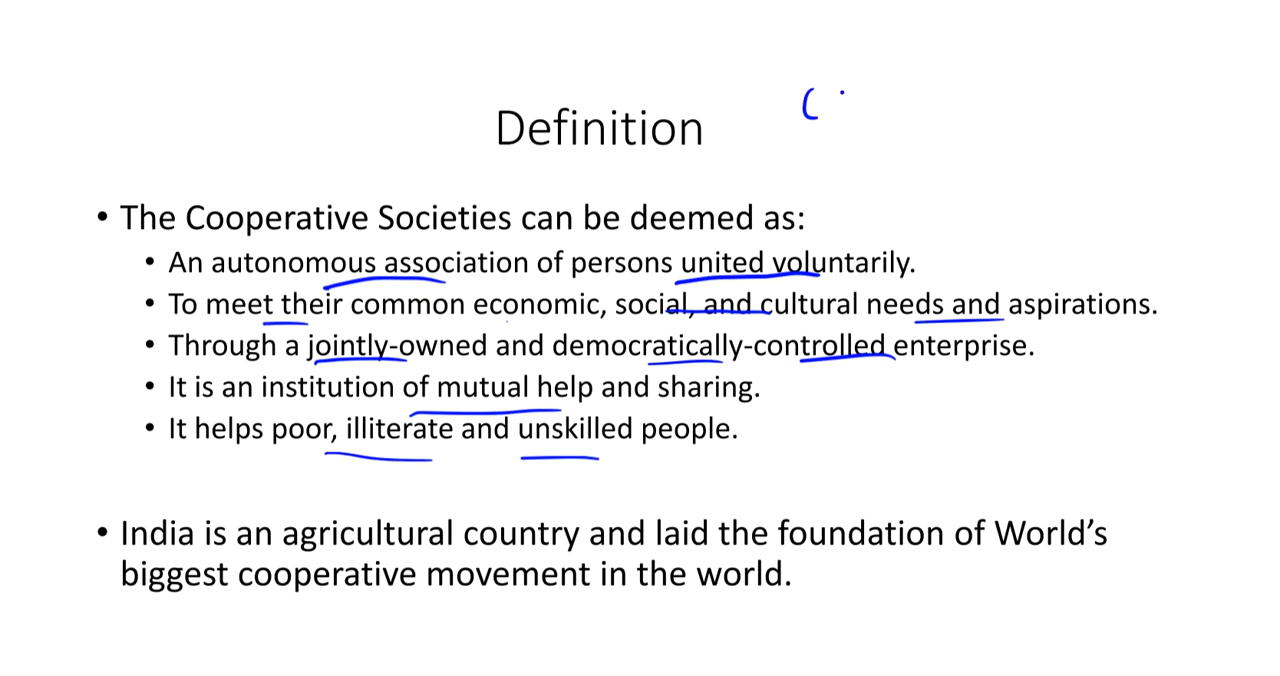 Definition
• The Cooperative Societies can be deemed as:
• An autonomous association of persons united voluntarily.
• To meet their common economic, social, and cultural needs and aspirations.
• Through a jointly-owned and democratically-controlled enterprise.
• It is an institution of mutual help and sharing.
• It helps poor, illiterate and unskilled people.
• India is an agricultural country and laid the foundation of World’s
biggest cooperative movement in the world.